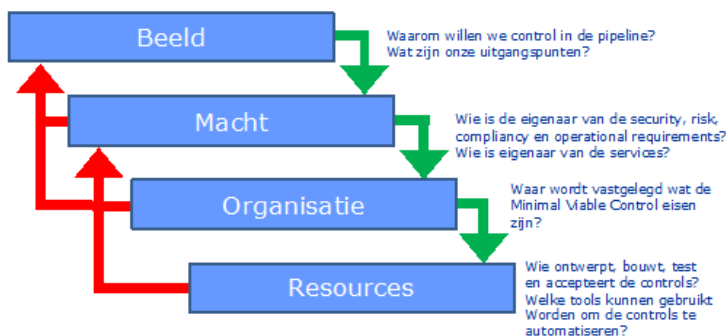 Beeld
Waarom willen we control in de pipeline?
Wat zijn onze uitgangspunten?
Macht
Wie is de eigenaar van de security, risk,
compliancy en operational requirements?
Wie is eigenaar van de services?
Organisatie
Waar wordt vastgelegd wat de
Minimal Viable Control eisen
zijn?
Resources
Wie ontwerpt, bouwt, test
en accepteert de controls?
Welke tools kunnen gebruikt
Worden om de controls te
automatiseren?